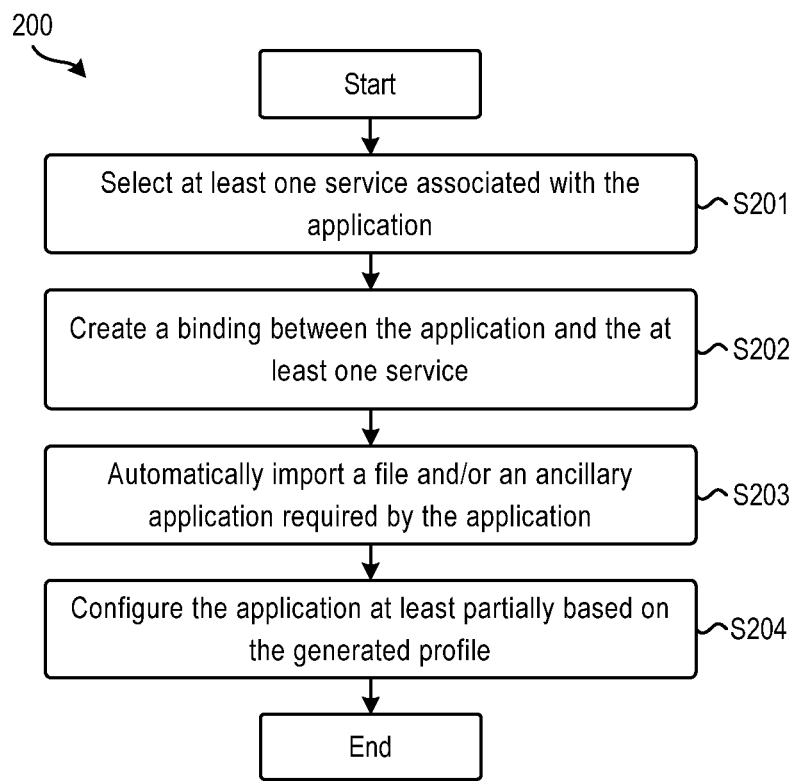 200
Start
Select at least one service associated with the
application
S201
Create a binding between the application and the at
least one service
S202
Automatically import a file and/or an ancillary
application required by the application
S203
Configure the application at least partially based on
the generated profile
S204
End